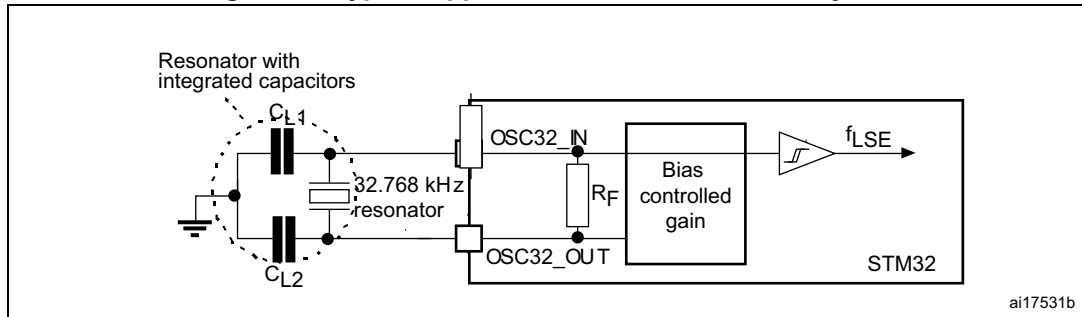 Resonator with
integrated capacitors
CL1
OSC32_IN
fLSE
32.768 kHz
resonator
RF
Bias
controlled
gain
OSC32_OUT
CL2
STM32
ai17531b